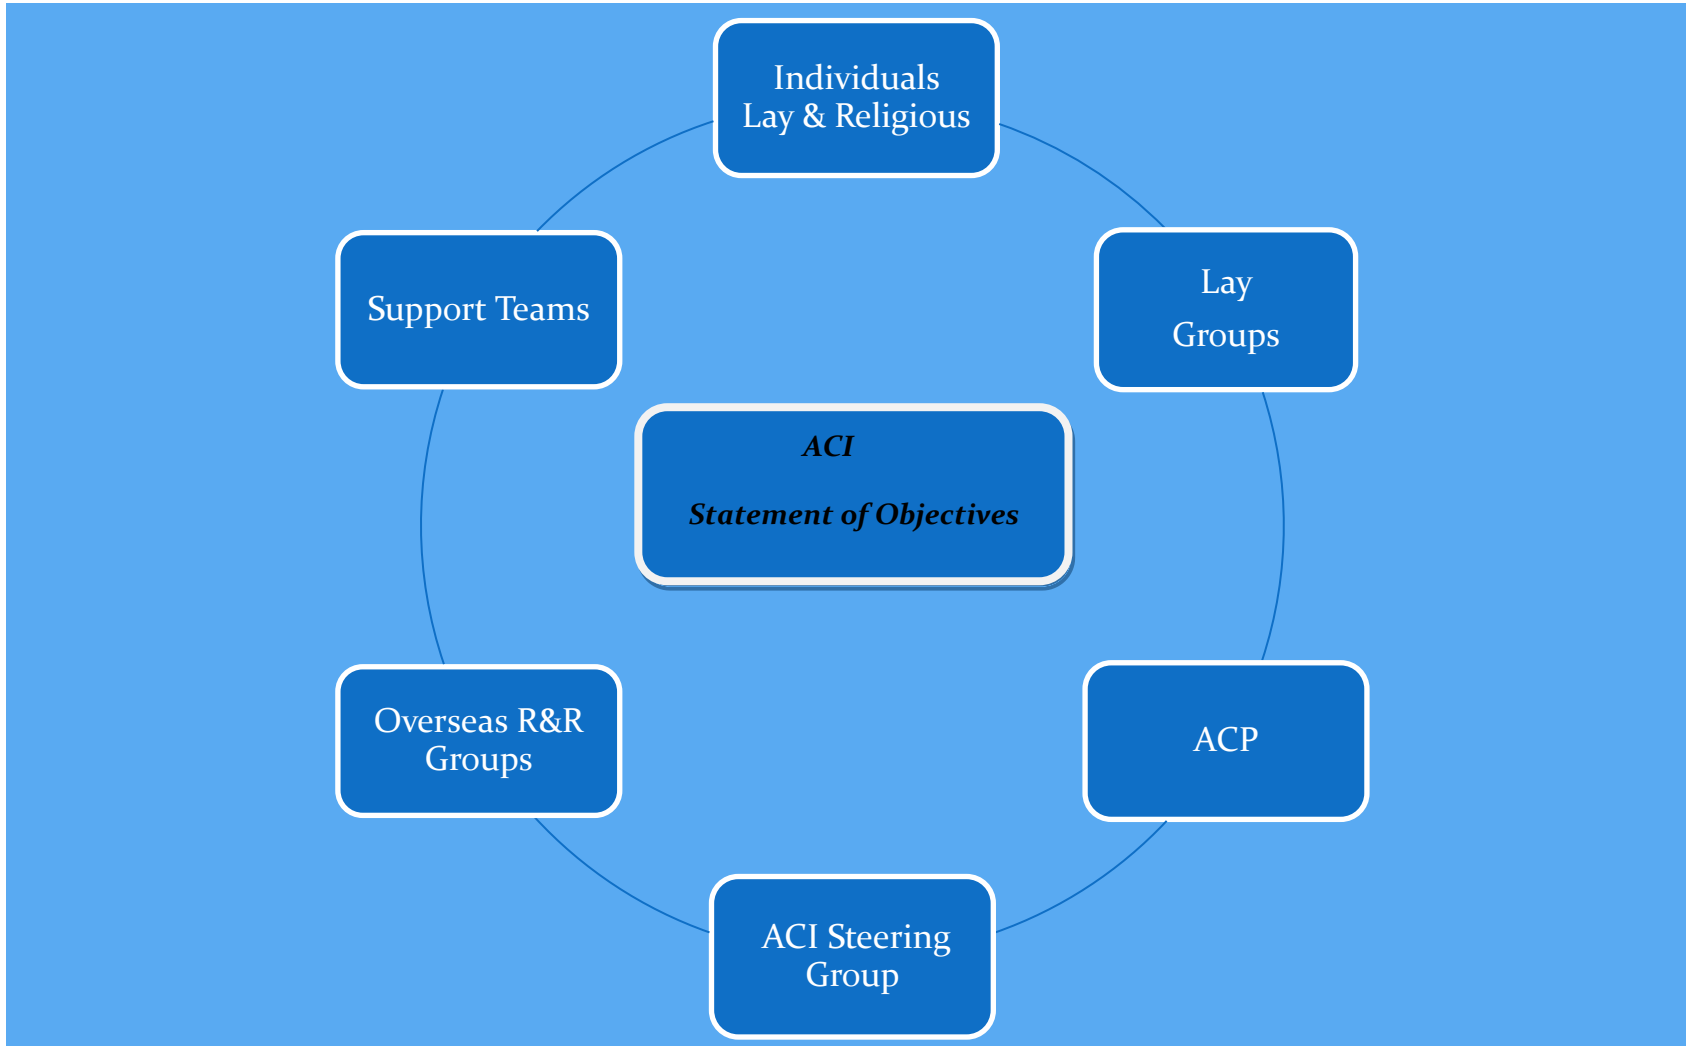 Individuals
Lay & Religious
Lay
Groups
Support Teams
ACI
Statement of Objectives
Overseas R&R
Groups
ACP
ACI Steering
Group